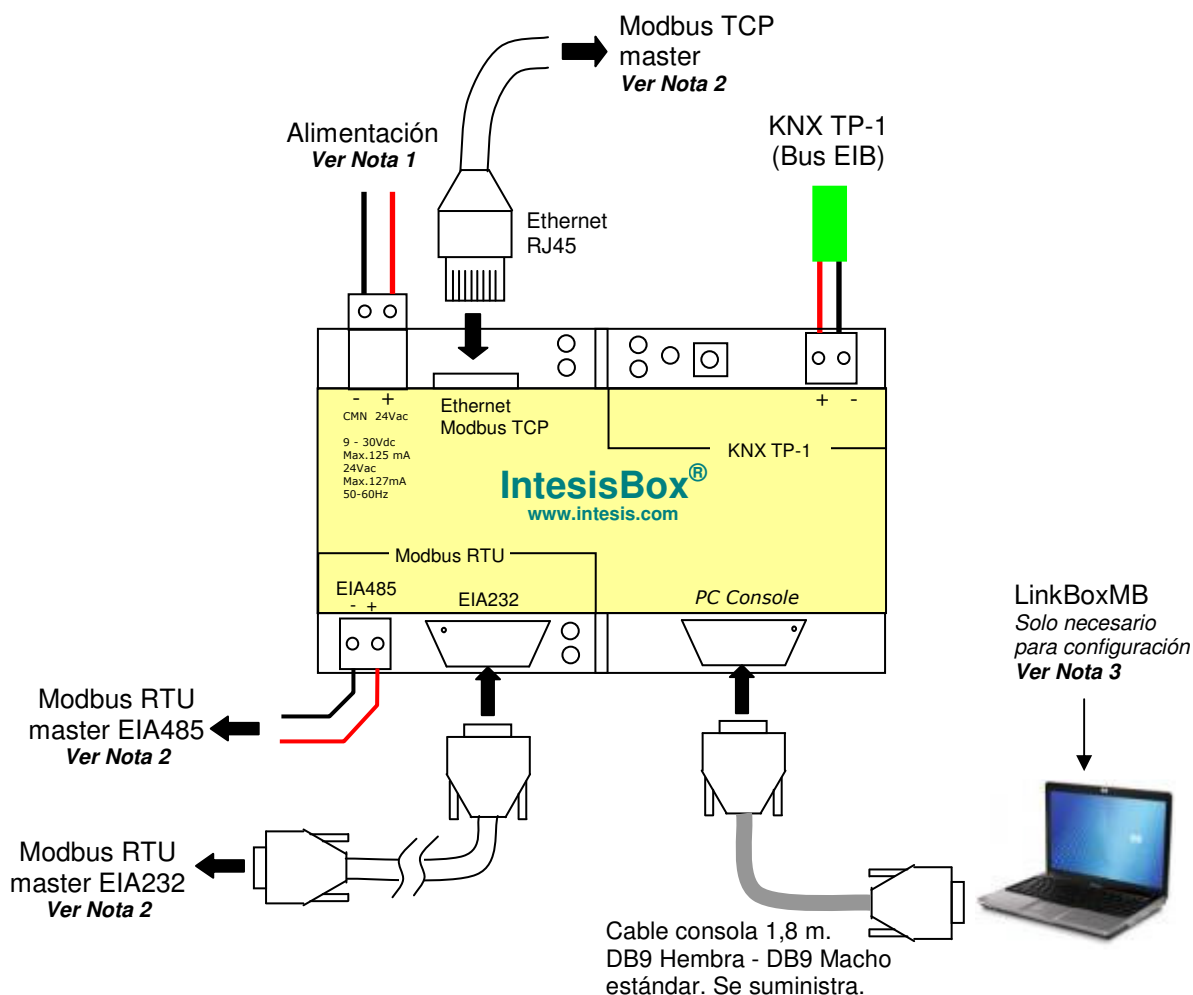 Modbus TCP
master
Ver Nota 2
Alimentación
Ver Nota 1
KNX TP-1
(Bus EIB)
Ethernet
RJ45
- +
CMN 24Vac
9 - 30Vdc
Max.125 mA
24Vac
Max.127mA
50-60Hz
Ethernet
Modbus TCP
+ -
KNX TP-1
IntesisBox®
www.intesis.com
Modbus RTU
EIA485
- +
EIA232
PC Console
LinkBoxMB
Solo necesario
para configuración
Ver Nota 3
Modbus RTU
master EIA485
Ver Nota 2
Modbus RTU
master EIA232
Ver Nota 2
Cable consola 1,8 m.
DB9 Hembra - DB9 Macho
estándar. Se suministra.